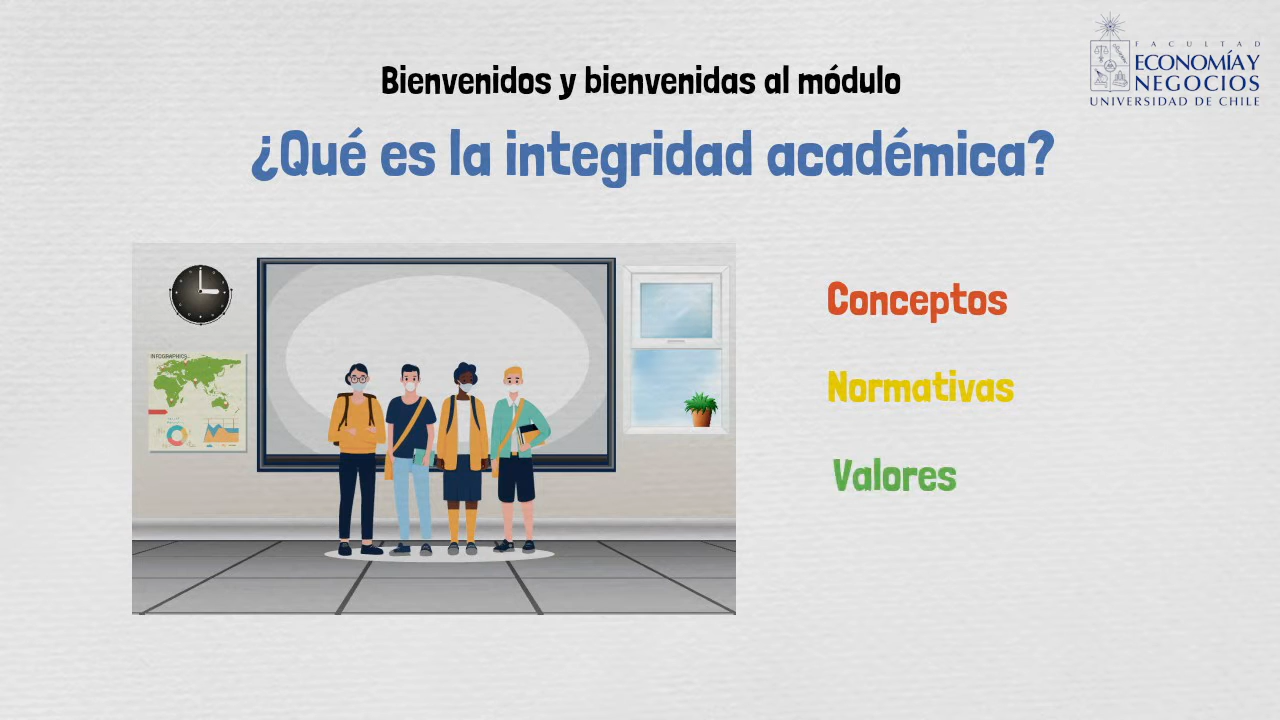 FACULTAD
ECONOMÍA Y
NEGOCIOS
UNIVERSIDAD DE CHILE
Bienvenidos y bienvenidas al módulo
¿Qué es la integridad académica?
INFOGRAPHICS
Conceptos
Normativas
Valores